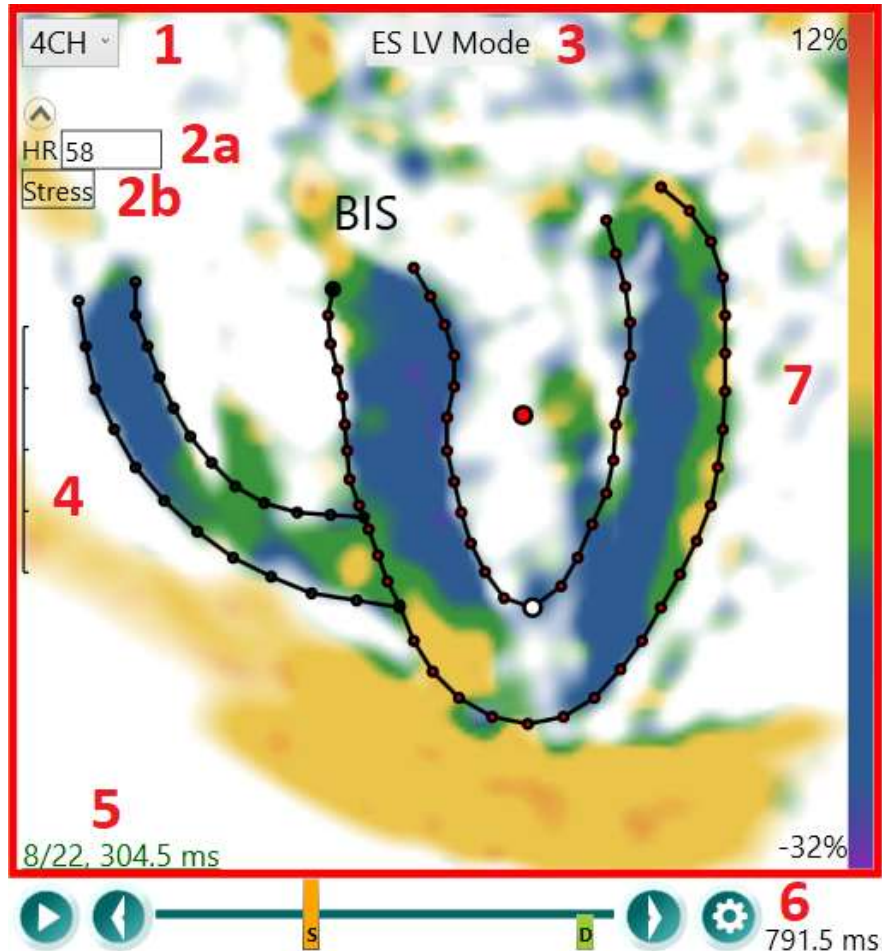 4CH 1 ES LV Mode 3 12%
HR 58 2a
Stress 2b
BIS
7
4
5
8/22, 304.5 ms -32%
S D 6
791.5 ms